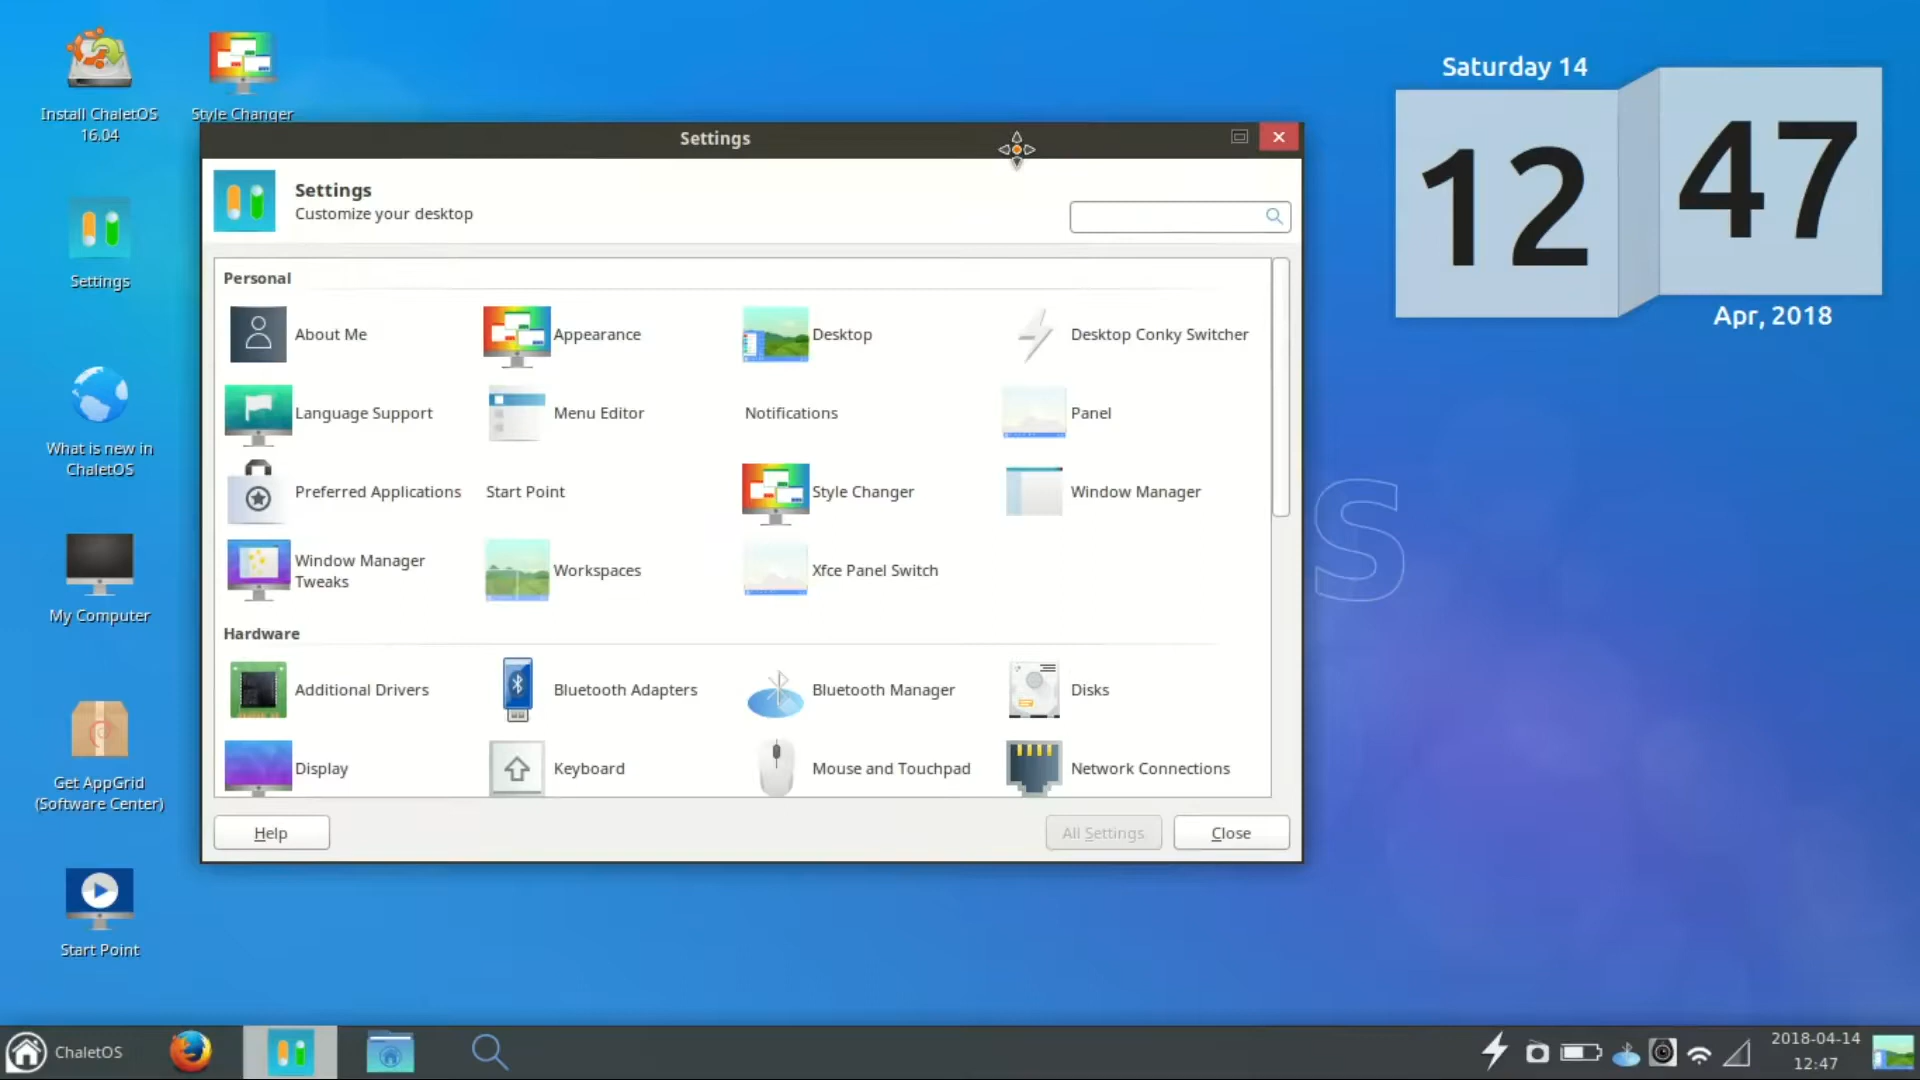 Install ChaletOS
16.04
Style Changer
Settings
What is new in
ChaletOS
My Computer
Get AppGrid
(Software Center)
Start Point
Settings
Settings
Customize your desktop
Personal
About Me
Appearance
Desktop
Desktop Conky Switcher
Language Support
Menu Editor
Notifications
Panel
Preferred Applications
Start Point
Style Changer
Window Manager
Window Manager
Tweaks
Workspaces
Xfce Panel Switch
Hardware
Additional Drivers
Bluetooth Adapters
Bluetooth Manager
Disks
Display
Keyboard
Mouse and Touchpad
Network Connections
Help
All Settings
Close
Saturday 14
12
47
Apr, 2018
S
ChaletOS
2018-04-14
12:47